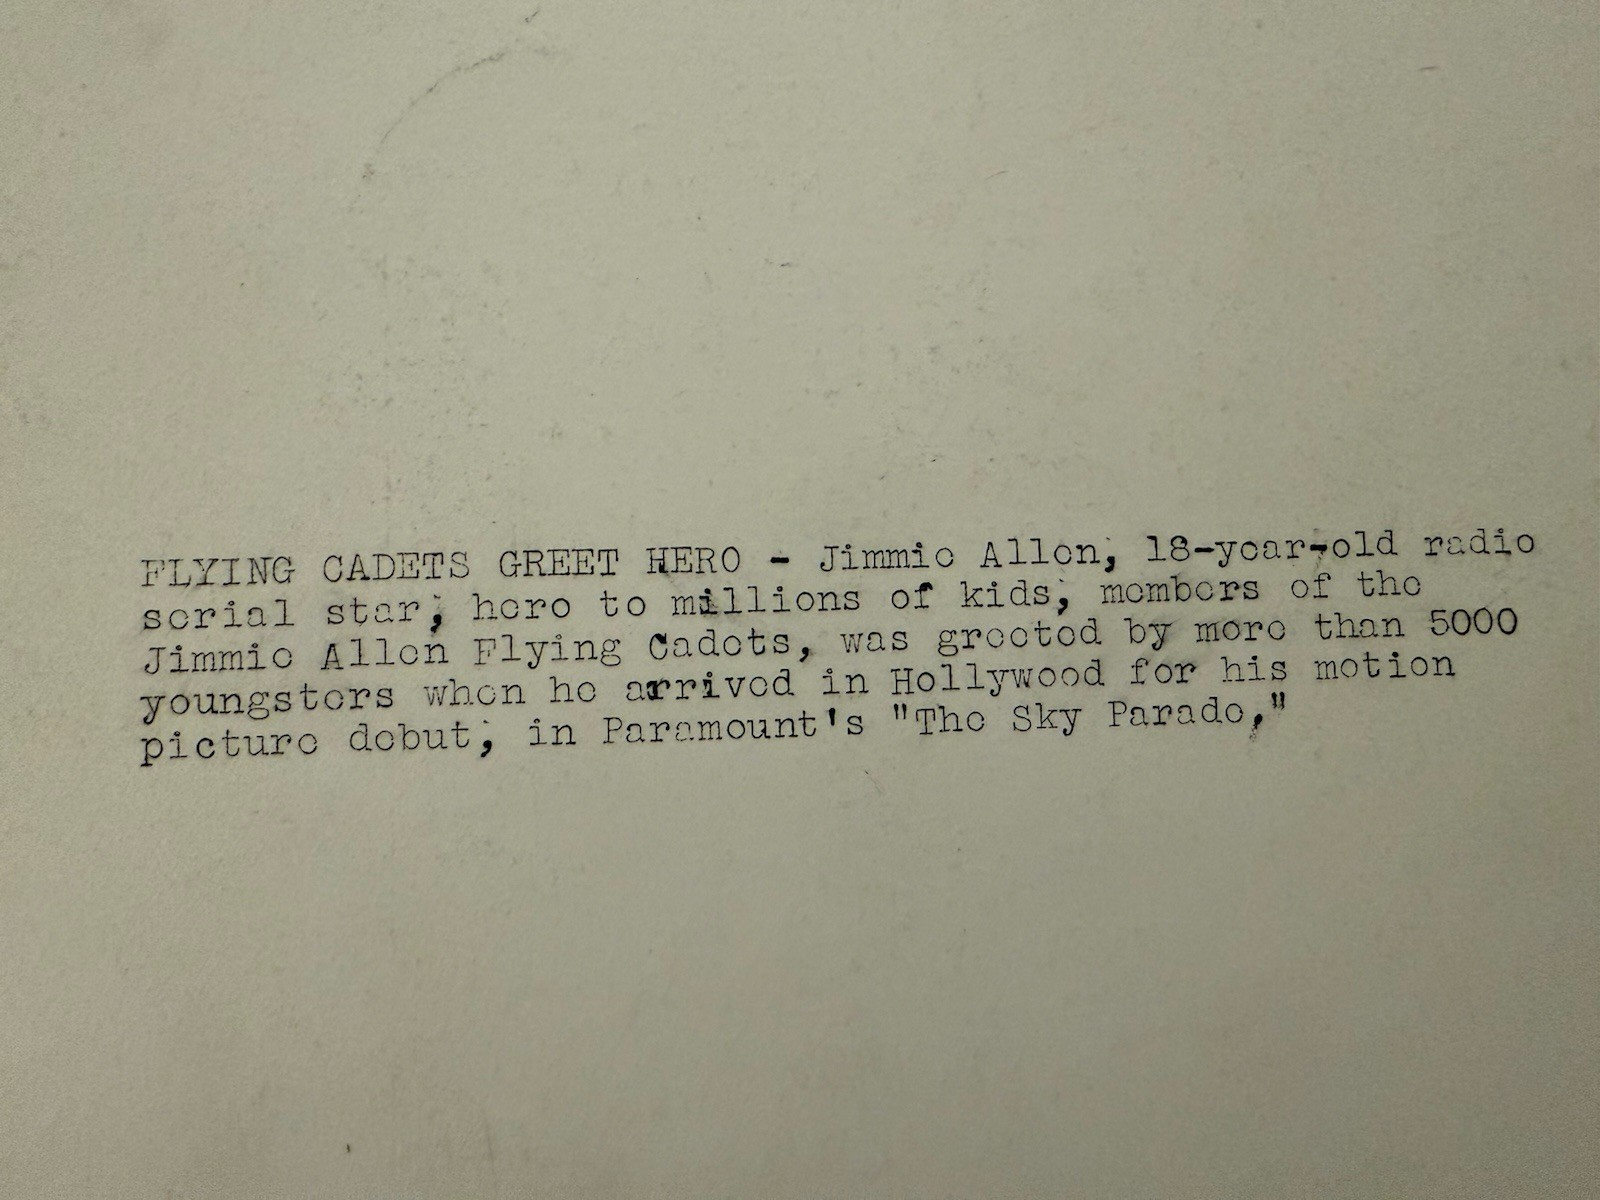 FLYING CADETS GREET HERO - Jimmie Allen, 18-year-old radio
serial star, hero to millions of kids, members of the
Jimmie Allen Flying Cadets, was greeted by more than 5000
youngsters when he arrived in Hollywood for his motion
picture debut, in Paramount's "The Sky Parade,"